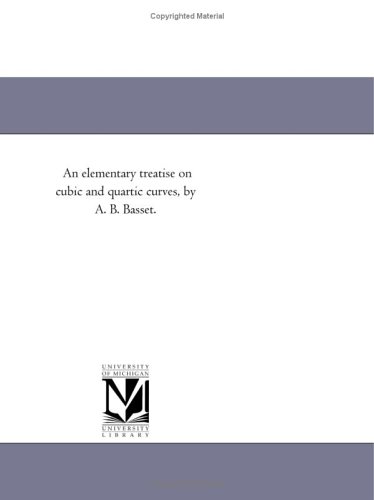 Copyrighted Material
An elementary treatise on
cubic and quartic curves, by
A. B. Basset.
UNIVERSITY
OF MICHIGAN
UNIVERSITY
LIBRARY